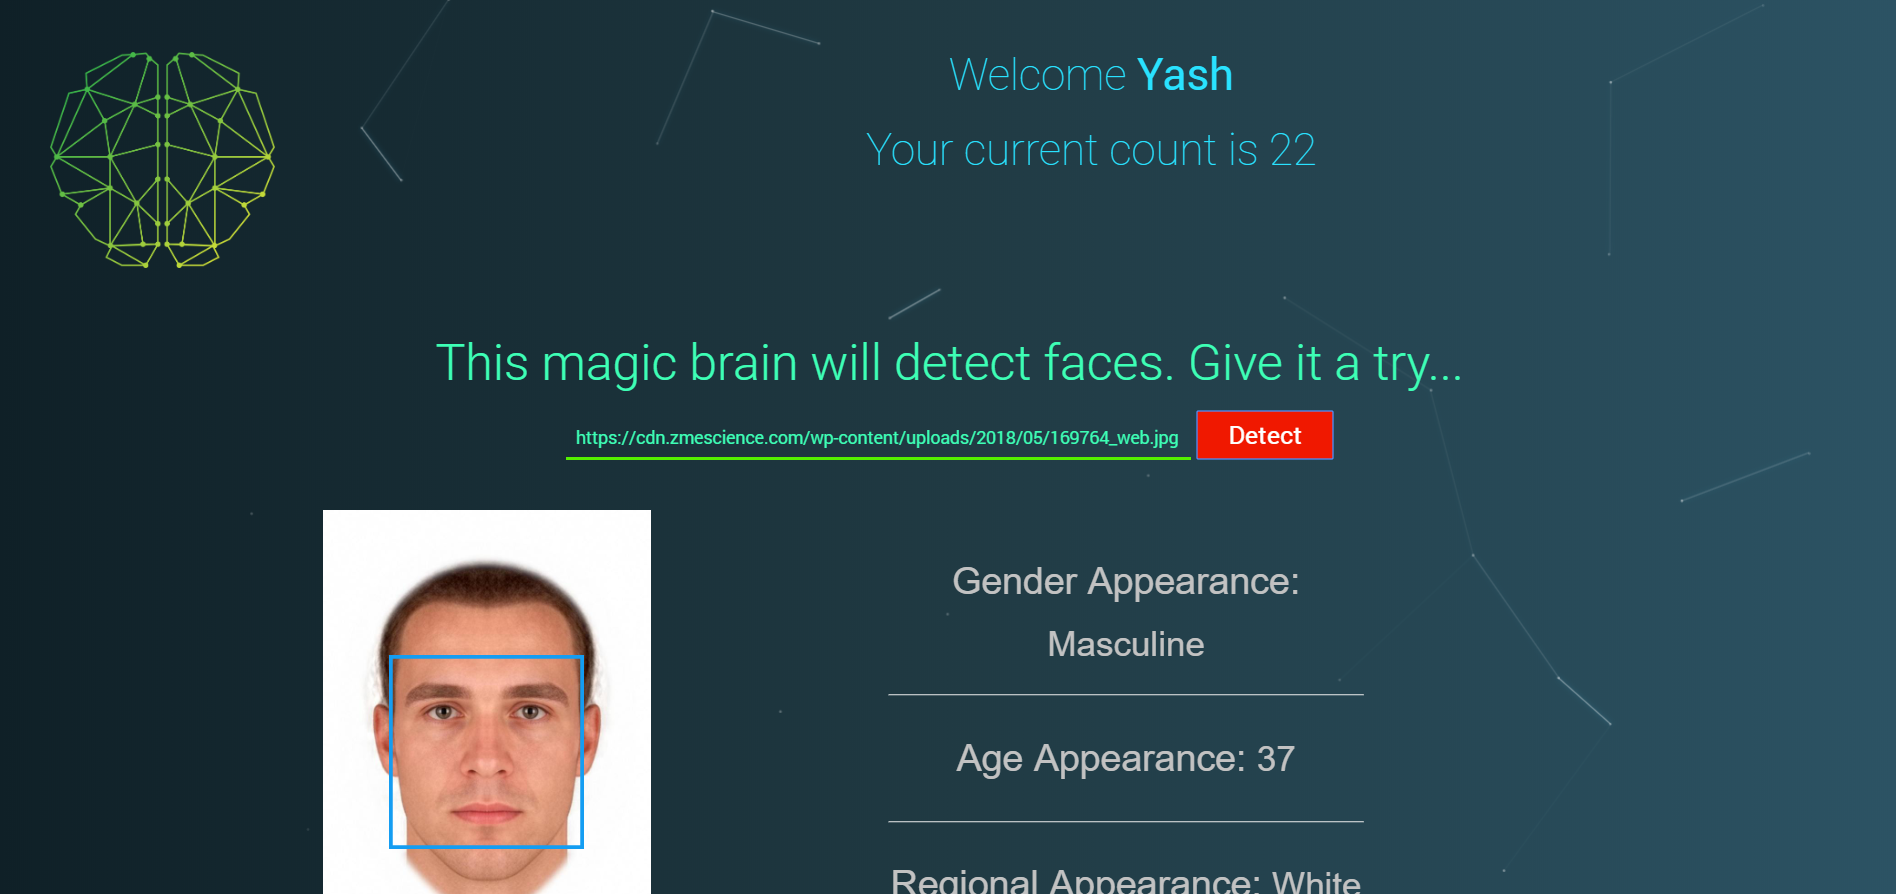 Welcome Yash
Your current count is 22
This magic brain will detect faces. Give it a try...
https://cdn.zmescience.com/wp-content/uploads/2018/05/169764_web.jpg
Detect
Gender Appearance:
Masculine
Age Appearance: 37
Regional Appearance: White